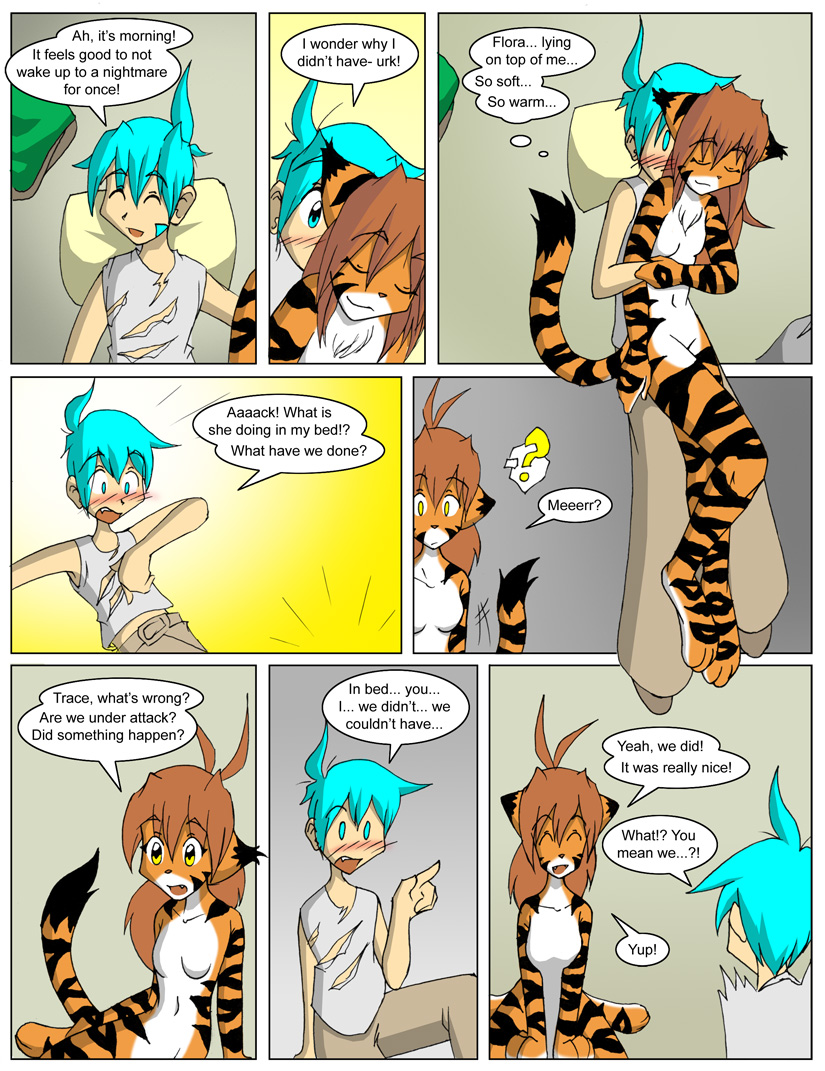 Ah, it's morning!
It feels good to not
wake up to a nightmare
for once!
I wonder why I
didn't have- urk!
Flora... lying
on top of me...
So soft...
So warm...
Aaaack! What is
she doing in my bed!?
What have we done?
?
Meeerr?
Trace, what's wrong?
Are we under attack?
Did something happen?
In bed... you...
I... we didn't... we
couldn't have...
Yeah, we did!
It was really nice!
What!? You
mean we...?!
Yup!